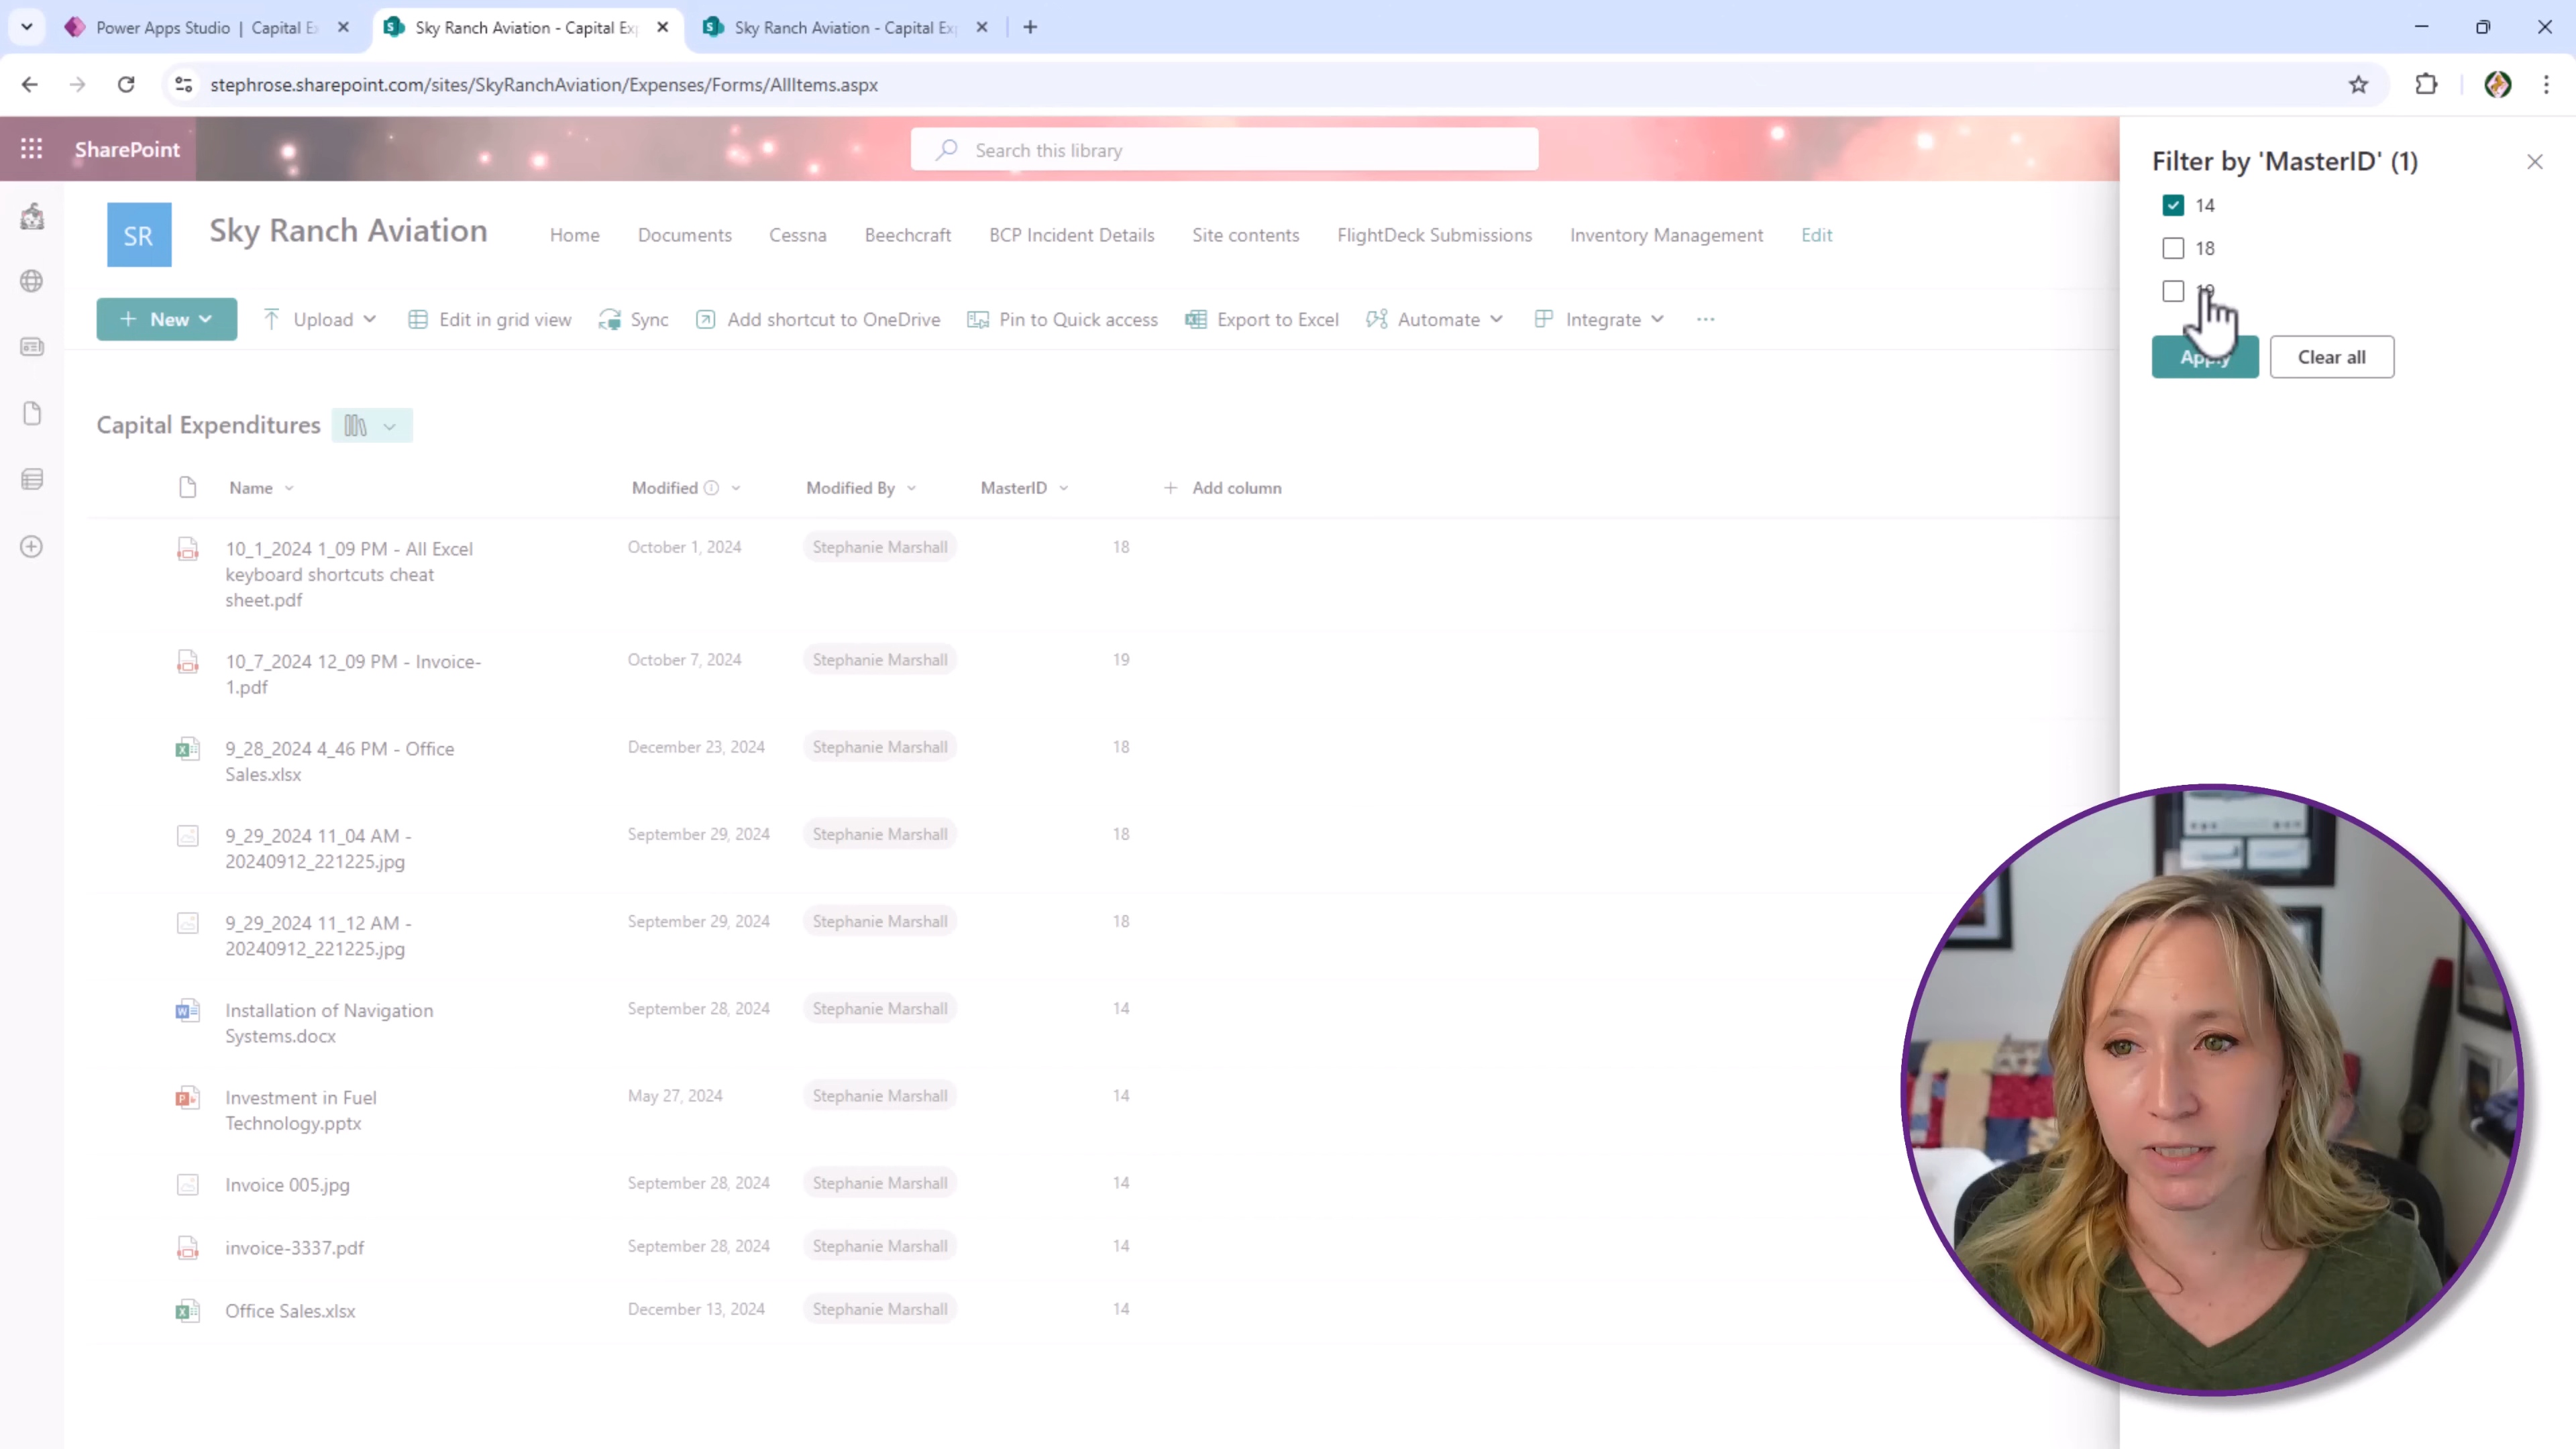 Power Apps Studio | Capital Ex
Sky Ranch Aviation - Capital Exp
Sky Ranch Aviation - Capital Exp
stephrose.sharepoint.com/sites/SkyRanchAviation/Expenses/Forms/AllItems.aspx
SharePoint
Search this library
Filter by 'MasterID' (1)
14
18
19
Apply
Clear all
SR
Sky Ranch Aviation
Home
Documents
Cessna
Beechcraft
BCP Incident Details
Site contents
FlightDeck Submissions
Inventory Management
Edit
New
Upload
Edit in grid view
Sync
Add shortcut to OneDrive
Pin to Quick access
Export to Excel
Automate
Integrate
Capital Expenditures
Name
Modified
Modified By
MasterID
Add column
10_1_2024 1_09 PM - All Excel
keyboard shortcuts cheat
sheet.pdf
October 1, 2024
Stephanie Marshall
18
10_7_2024 12_09 PM - Invoice-
1.pdf
October 7, 2024
Stephanie Marshall
19
9_28_2024 4_46 PM - Office
Sales.xlsx
December 23, 2024
Stephanie Marshall
18
9_29_2024 11_04 AM -
20240912_221225.jpg
September 29, 2024
Stephanie Marshall
18
9_29_2024 11_12 AM -
20240912_221225.jpg
September 29, 2024
Stephanie Marshall
18
Installation of Navigation
Systems.docx
September 28, 2024
Stephanie Marshall
14
Investment in Fuel
Technology.pptx
May 27, 2024
Stephanie Marshall
14
Invoice 005.jpg
September 28, 2024
Stephanie Marshall
14
invoice-3337.pdf
September 28, 2024
Stephanie Marshall
14
Office Sales.xlsx
December 13, 2024
Stephanie Marshall
14